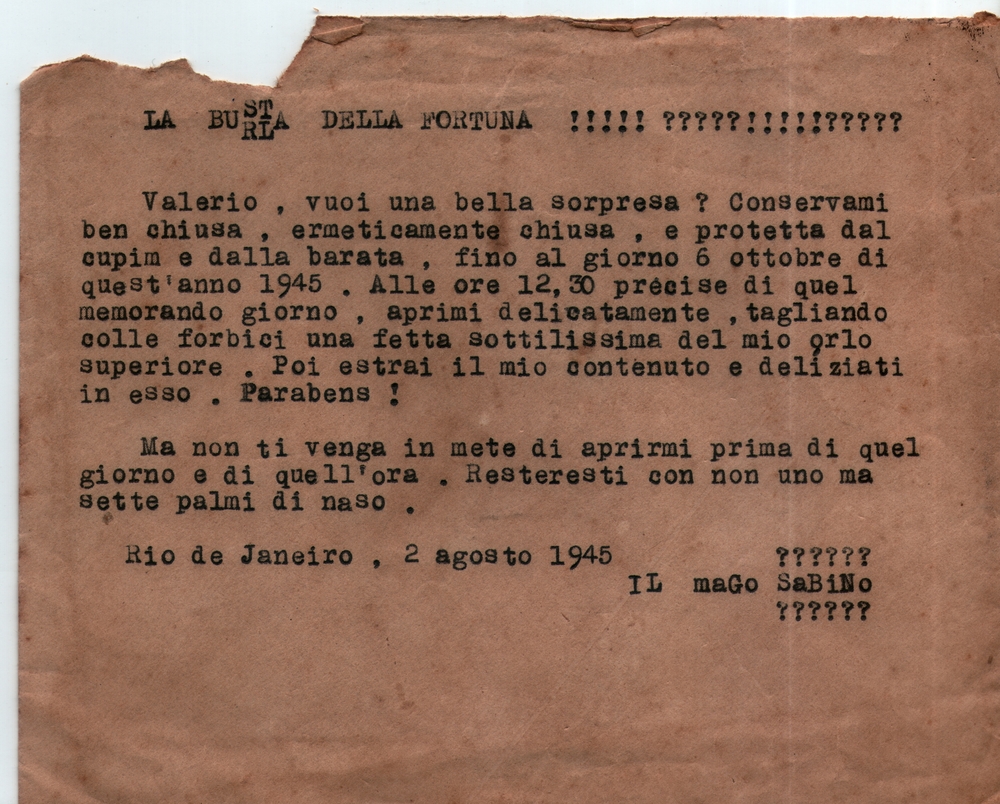 LA BUSTA DELLA FORTUNA !!!!! ?????!!!!!?????
RL
Valerio , vuoi una bella sorpresa ? Conservami
ben chiusa , ermeticamente chiusa , e protetta dal
cupim e dalla barata , fino al giorno 6 ottobre di
quest'anno 1945 . Alle ore 12,30 precise di quel
memorando giorno , aprimi delicatamente ,tagliando
colle forbici una fetta sottilissima del mio orlo
superiore . Poi estrai il mio contenuto e deliziati
in esso . Parabens !
Ma non ti venga in mete di aprirmi prima di quel
giorno e di quell'ora . Resteresti con non uno ma
sette palmi di naso .
Rio de Janeiro , 2 agosto 1945 ??????
IL maGo SaBiNo
??????